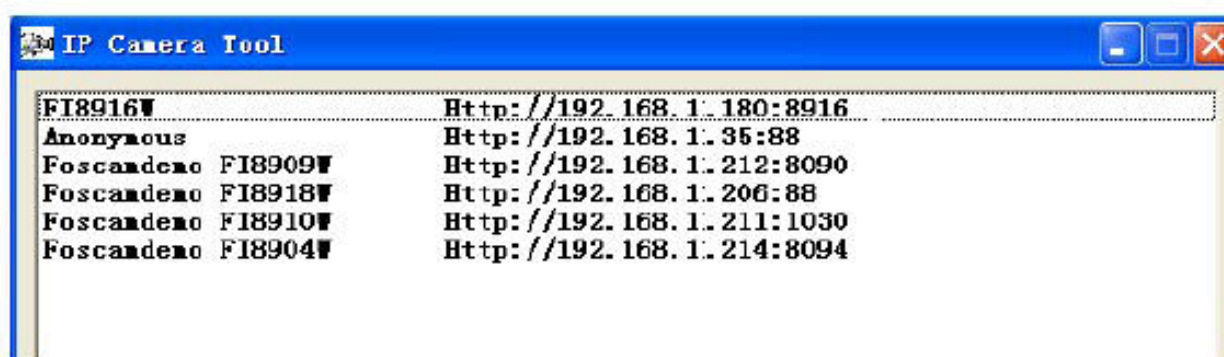 IP Camera Tool
FI8916W Http://192.168.1.180:8916
Anonymous Http://192.168.1.35:88
Foscamdemo FI8909W Http://192.168.1.212:8090
Foscamdemo FI8918W Http://192.168.1.206:88
Foscamdemo FI8910W Http://192.168.1.211:1030
Foscamdemo FI8904W Http://192.168.1.214:8094